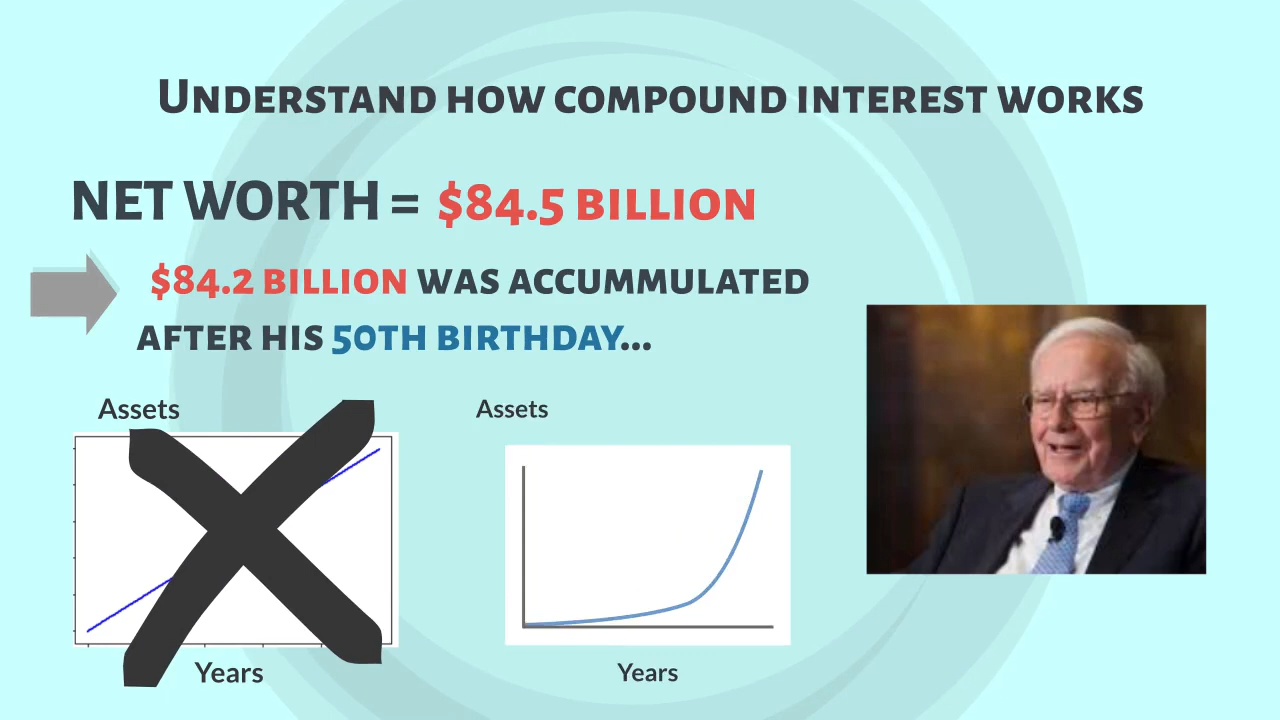 Understand how compound interest works
NET WORTH = $84.5 BILLION
$84.2 BILLION WAS ACCUMMULATED
AFTER HIS 50TH BIRTHDAY...
Assets
Assets
Years
Years